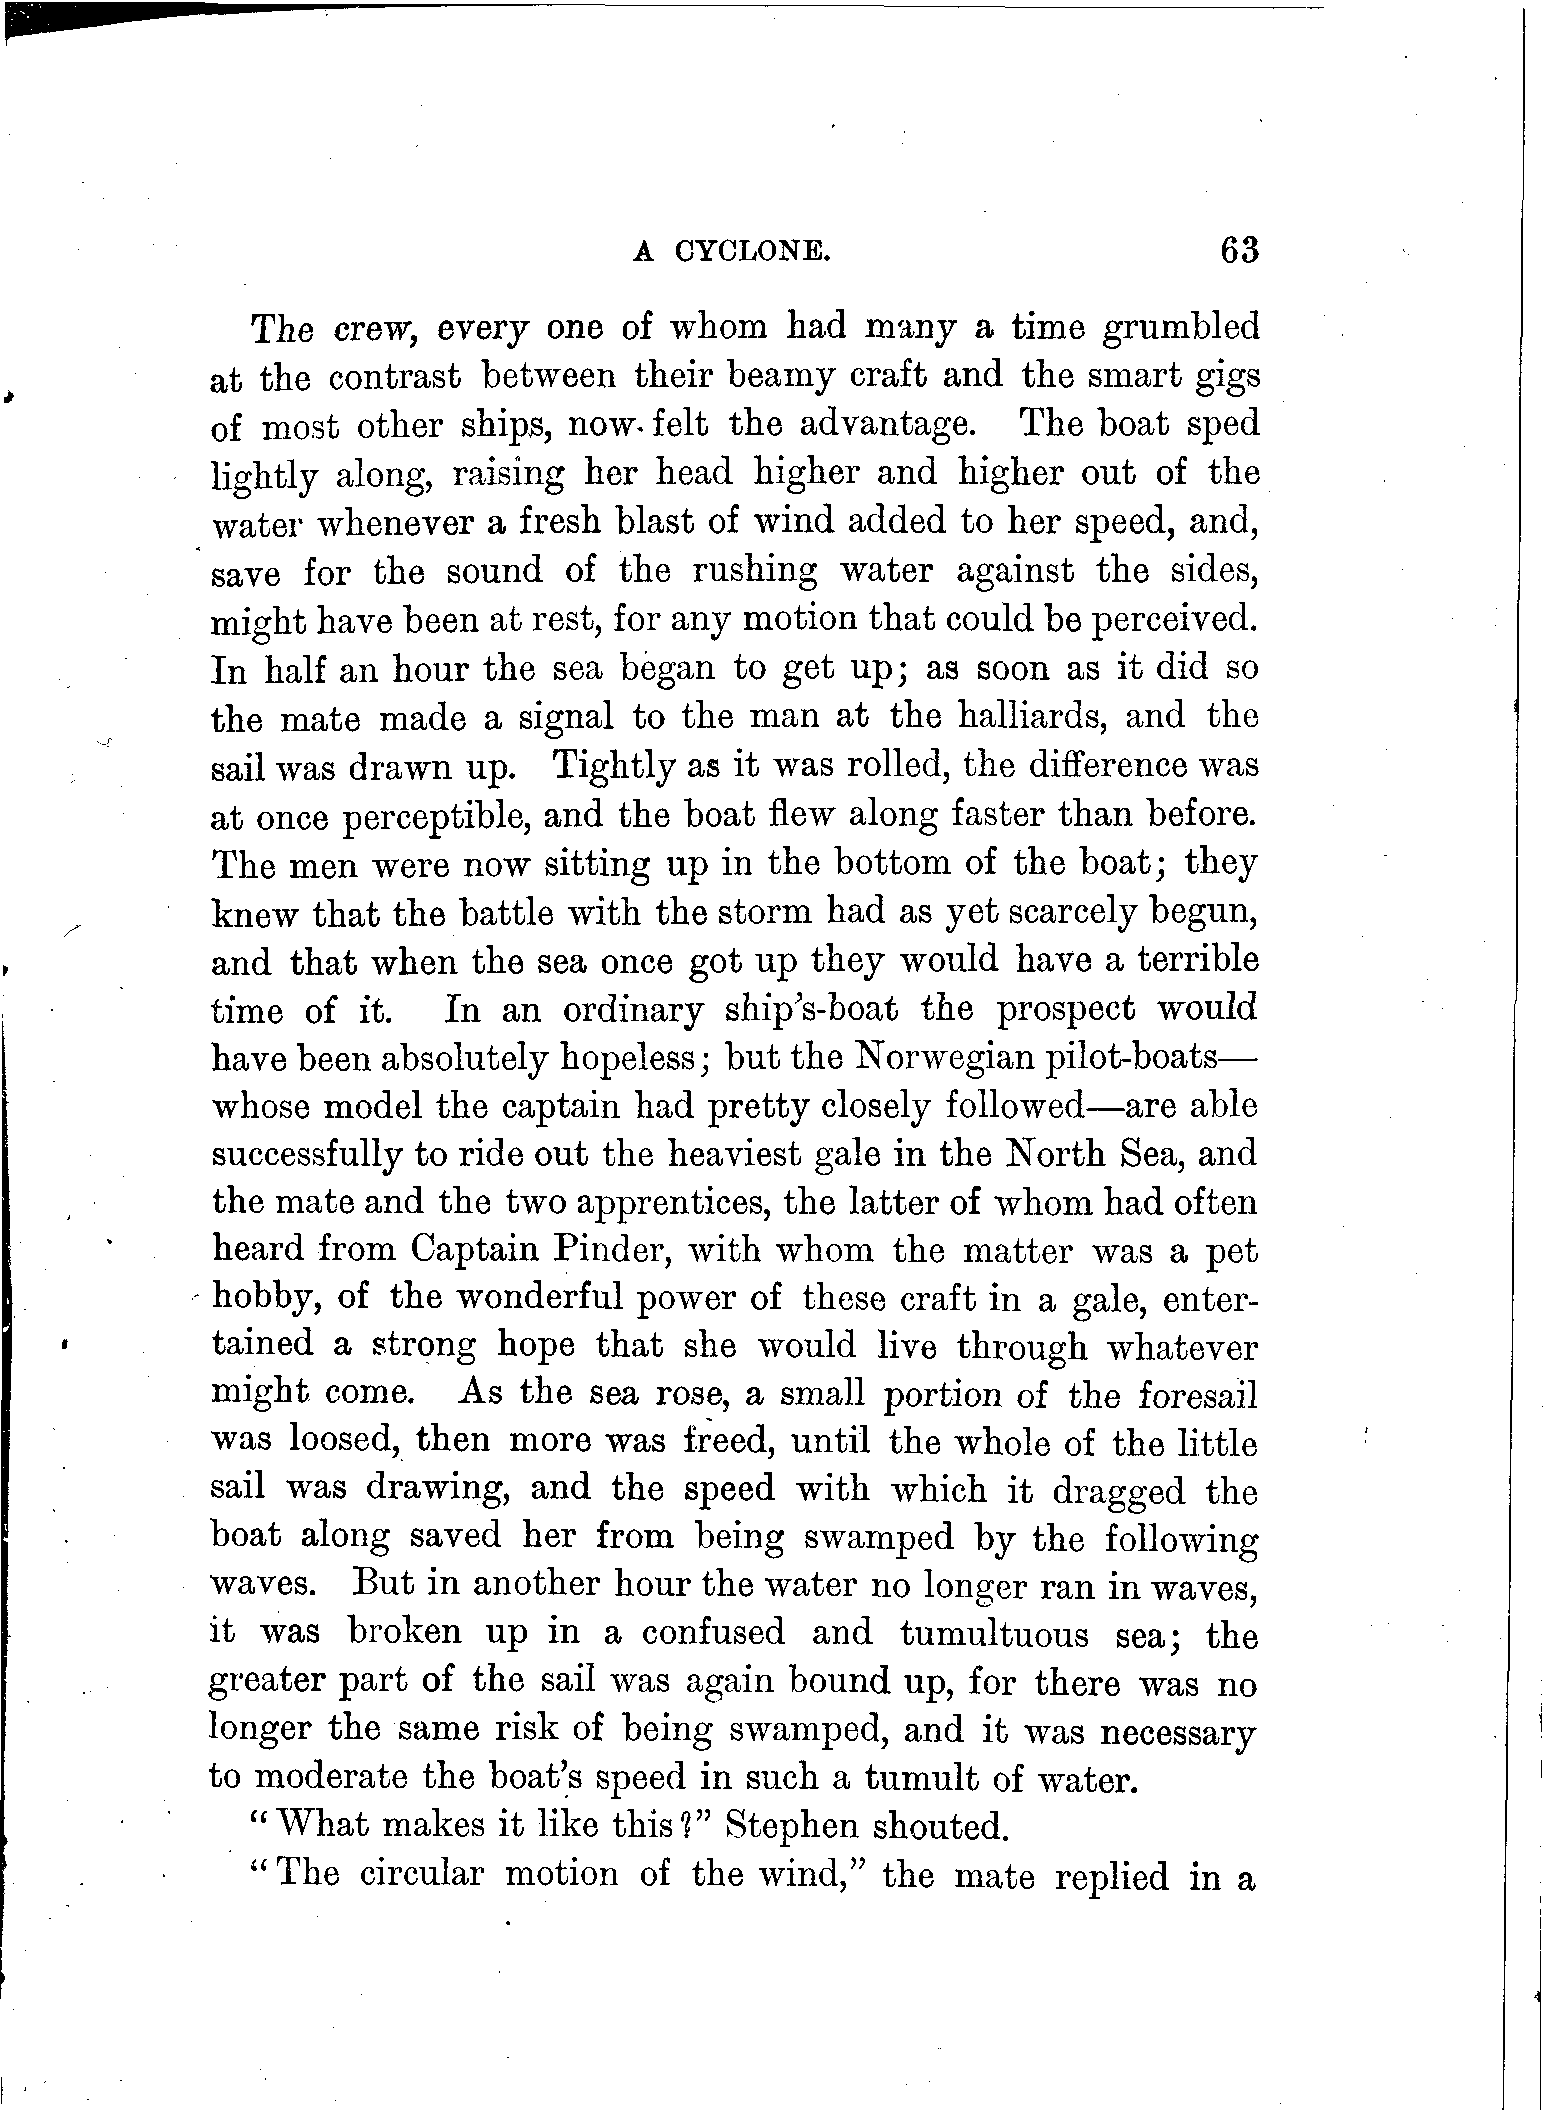 A CYCLONE. 63
The crew, every one of whom had many a time grumbled
at the contrast between their beamy craft and the smart gigs
of most other ships, now felt the advantage. The boat sped
lightly along, raising her head higher and higher out of the
water whenever a fresh blast of wind added to her speed, and,
save for the sound of the rushing water against the sides,
might have been at rest, for any motion that could be perceived.
In half an hour the sea began to get up; as soon as it did so
the mate made a signal to the man at the halliards, and the
sail was drawn up. Tightly as it was rolled, the difference was
at once perceptible, and the boat flew along faster than before.
The men were now sitting up in the bottom of the boat; they
knew that the battle with the storm had as yet scarcely begun,
and that when the sea once got up they would have a terrible
time of it. In an ordinary ship's-boat the prospect would
have been absolutely hopeless; but the Norwegian pilot-boats—
whose model the captain had pretty closely followed—are able
successfully to ride out the heaviest gale in the North Sea, and
the mate and the two apprentices, the latter of whom had often
heard from Captain Pinder, with whom the matter was a pet
hobby, of the wonderful power of these craft in a gale, enter-
tained a strong hope that she would live through whatever
might come. As the sea rose, a small portion of the foresail
was loosed, then more was freed, until the whole of the little
sail was drawing, and the speed with which it dragged the
boat along saved her from being swamped by the following
waves. But in another hour the water no longer ran in waves,
it was broken up in a confused and tumultuous sea; the
greater part of the sail was again bound up, for there was no
longer the same risk of being swamped, and it was necessary
to moderate the boat's speed in such a tumult of water.
"What makes it like this?" Stephen shouted.
"The circular motion of the wind," the mate replied in a